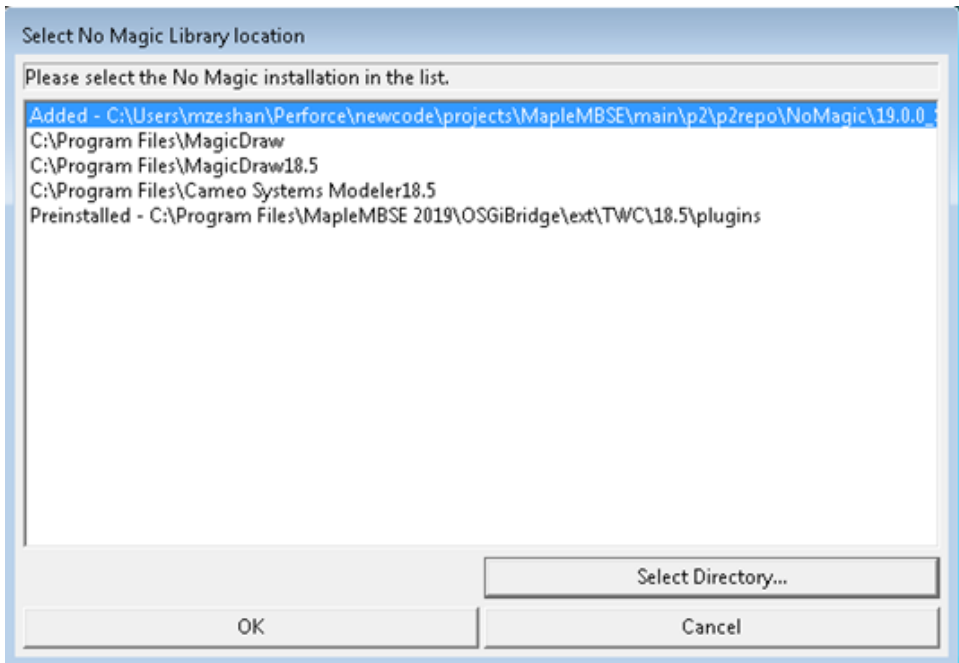 Select No Magic Library location
Please select the No Magic installation in the list.
Added - C:\Users\mzeshan\Perforce\newcode\projects\MapleMBSE\main\p2\p2repo\NoMagic\19.0.0_
C:\Program Files\MagicDraw
C:\Program Files\MagicDraw18.5
C:\Program Files\Cameo Systems Modeler18.5
Preinstalled - C:\Program Files\MapleMBSE 2019\OSGiBridge\ext\TWC\18.5\plugins
Select Directory...
OK
Cancel